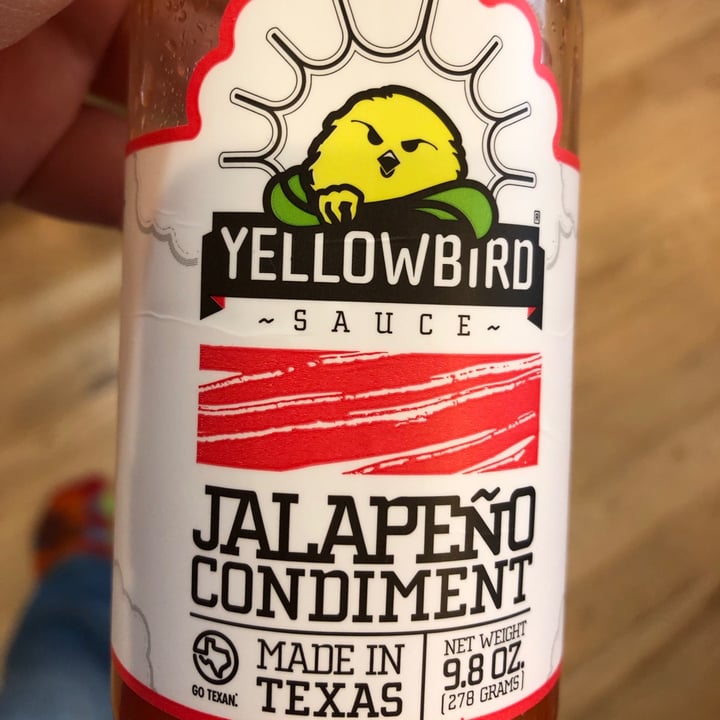 YELLOWBiRD®
~ SAUCE ~
JALAPEÑO
CONDIMENT
GO TEXAN.
MADE IN
TEXAS
NET WEIGHT
9.8 OZ.
(278 GRAMS)